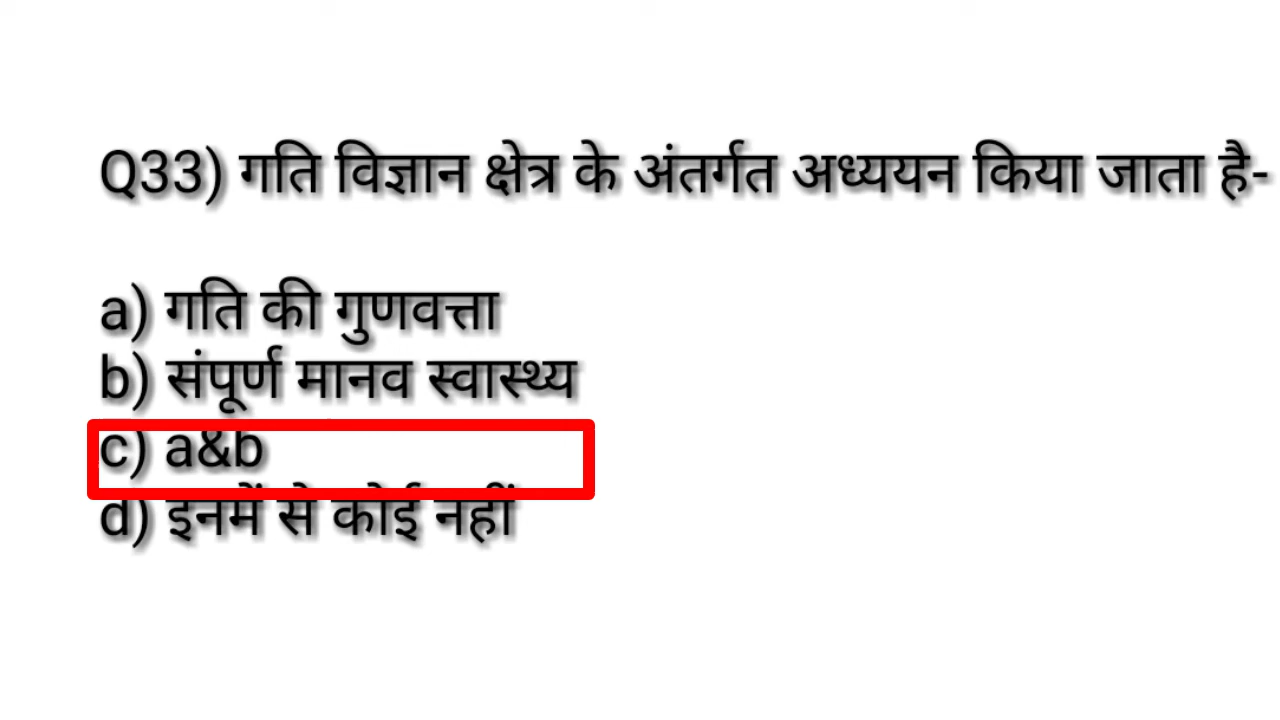 Q33) गति विज्ञान क्षेत्र के अंतर्गत अध्ययन किया जाता है-
a) गति की गुणवत्ता
b) संपूर्ण मानव स्वास्थ्य
c) a&b
d) इनमें से कोई नहीं